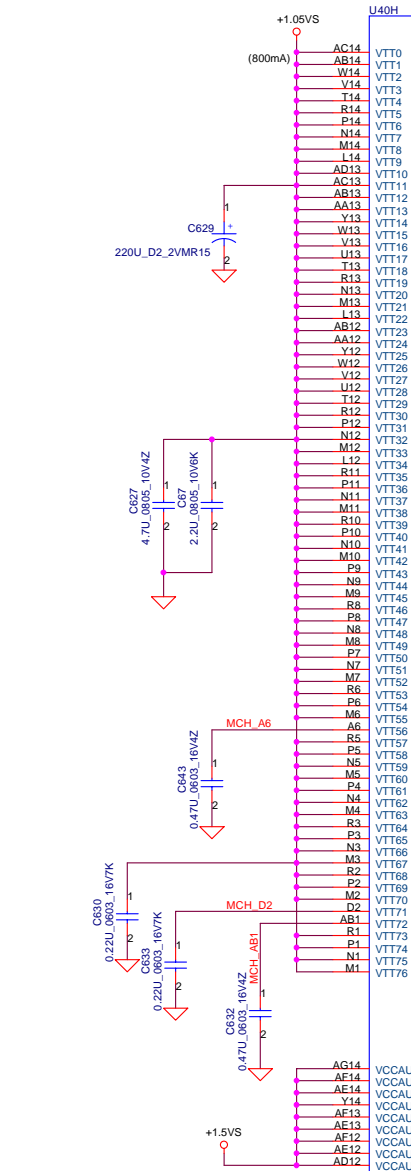 U40H
+1.05VS
(800mA)
AC14 VTT0
AB14 VTT1
W14 VTT2
V14 VTT3
T14 VTT4
R14 VTT5
P14 VTT6
N14 VTT7
M14 VTT8
L14 VTT9
AD13 VTT10
AC13 VTT11
AB13 VTT12
AA13 VTT13
Y13 VTT14
W13 VTT15
V13 VTT16
U13 VTT17
T13 VTT18
R13 VTT19
N13 VTT20
M13 VTT21
L13 VTT22
AB12 VTT23
AA12 VTT24
Y12 VTT25
W12 VTT26
V12 VTT27
U12 VTT28
T12 VTT29
R12 VTT30
P12 VTT31
N12 VTT32
M12 VTT33
L12 VTT34
R11 VTT35
P11 VTT36
N11 VTT37
M11 VTT38
R10 VTT39
P10 VTT40
N10 VTT41
M10 VTT42
P9 VTT43
N9 VTT44
M9 VTT45
R8 VTT46
P8 VTT47
N8 VTT48
M8 VTT49
P7 VTT50
N7 VTT51
M7 VTT52
R6 VTT53
P6 VTT54
M6 VTT55
A6 VTT56
R5 VTT57
P5 VTT58
N5 VTT59
M5 VTT60
P4 VTT61
N4 VTT62
M4 VTT63
R3 VTT64
P3 VTT65
N3 VTT66
M3 VTT67
R2 VTT68
P2 VTT69
M2 VTT70
D2 VTT71
AB1 VTT72
R1 VTT73
P1 VTT74
N1 VTT75
M1 VTT76
1
C629
+
220U_D2_2VMR15
2
C627
4.7U_0805_10V4Z
1
2
C67
2.2U_0805_10V6K
1
2
MCH_A6
C643
0.47U_0603_16V4Z
1
2
C630
0.22U_0603_16V7K
1
2
MCH_D2
C633
0.22U_0603_16V7K
1
2
MCH_AB1
C632
0.47U_0603_16V4Z
1
2
AG14 VCCAU
AF14 VCCAU
AE14 VCCAU
Y14 VCCAU
AF13 VCCAU
AE13 VCCAU
AF12 VCCAU
AE12 VCCAU
AD12 VCCAU
+1.5VS